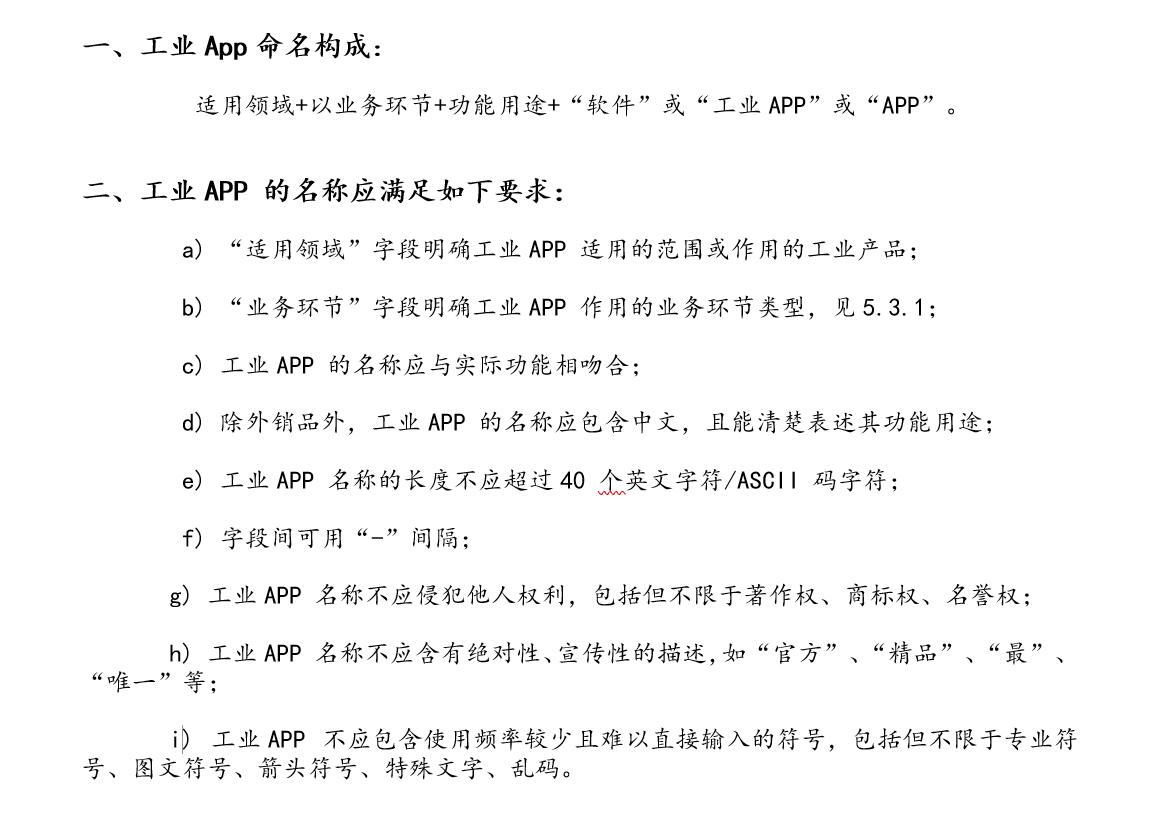 一、工业 App 命名构成：
适用领域+以业务环节+功能用途+“软件”或“工业 APP”或“APP”。
二、工业 APP 的名称应满足如下要求：
a) “适用领域”字段明确工业 APP 适用的范围或作用的工业产品；
b) “业务环节”字段明确工业 APP 作用的业务环节类型，见 5.3.1；
c) 工业 APP 的名称应与实际功能相吻合；
d) 除外销品外，工业 APP 的名称应包含中文，且能清楚表述其功能用途；
e) 工业 APP 名称的长度不应超过 40 个英文字符/ASCII 码字符；
f) 字段间可用“-”间隔；
g) 工业 APP 名称不应侵犯他人权利，包括但不限于著作权、商标权、名誉权；
h) 工业 APP 名称不应含有绝对性、宣传性的描述,如“官方”、“精品”、“最”、
“唯一”等；
i) 工业 APP 不应包含使用频率较少且难以直接输入的符号，包括但不限于专业符
号、图文符号、箭头符号、特殊文字、乱码。